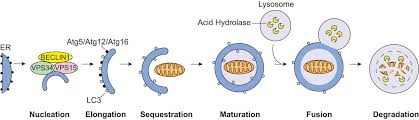 Lysosome
Acid Hydrolase
Atg5/Atg12/Atg16
ER
BECLIN1
VPS34
VPS15
LC3
Nucleation
Elongation
Sequestration
Maturation
Fusion
Degradation